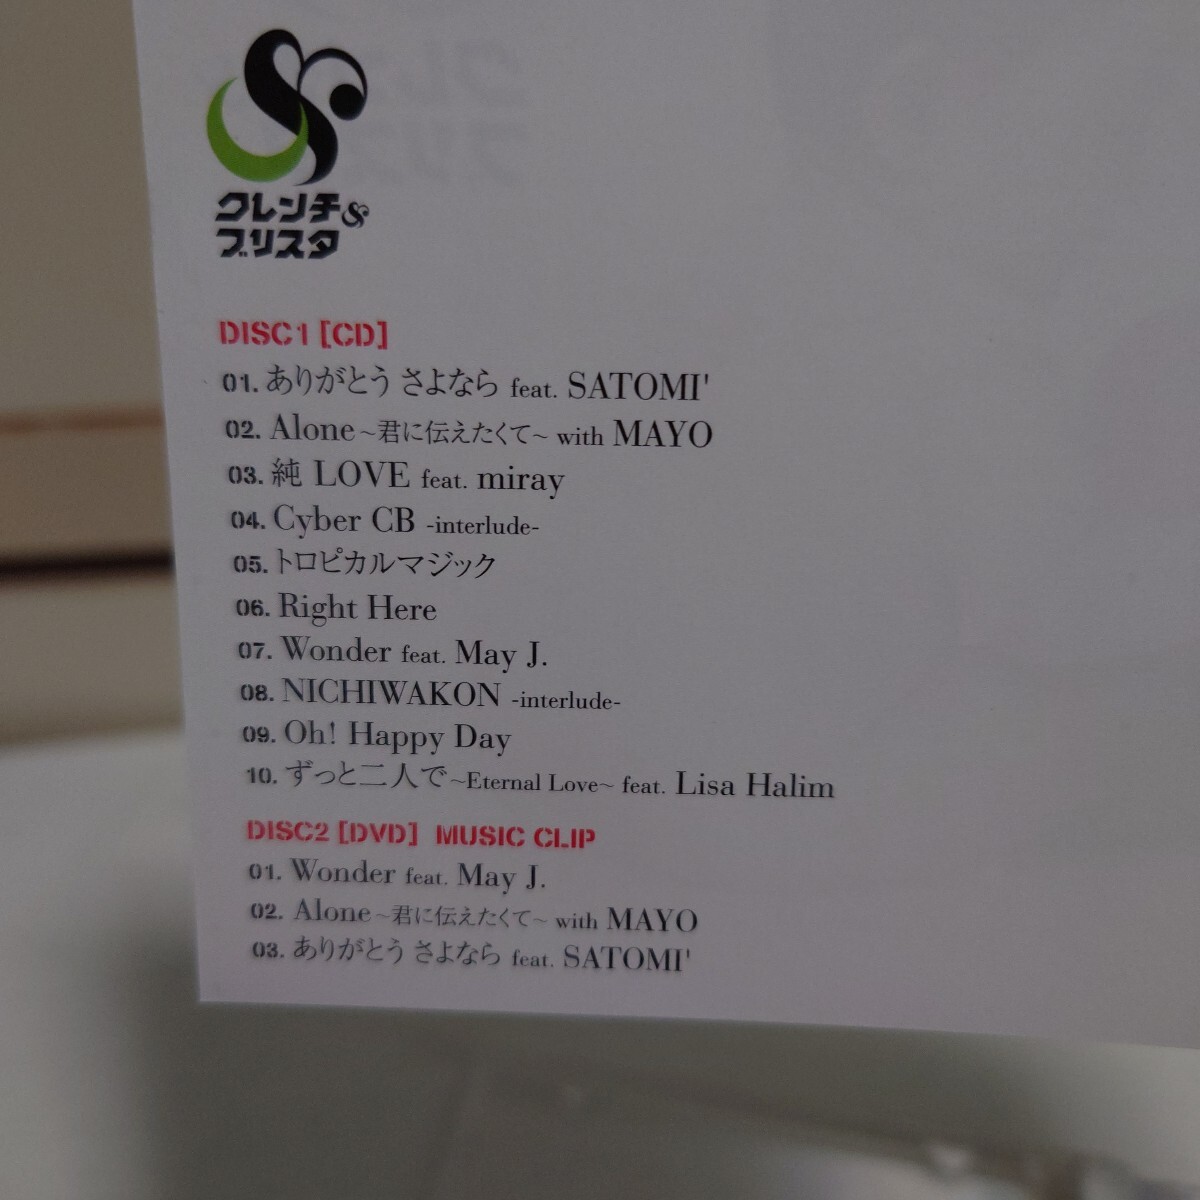 クレンチ&
ブリスタ
DISC1 [CD]
01. ありがとう さよなら feat. SATOMI'
02. Alone~君に伝えたくて~ with MAYO
03. 純 LOVE feat. miray
04. Cyber CB -interlude-
05. トロピカルマジック
06. Right Here
07. Wonder feat. May J.
08. NICHIWAKON -interlude-
09. Oh! Happy Day
10. ずっと二人で~Eternal Love~ feat. Lisa Halim
DISC2 [DVD] MUSIC CLIP
01. Wonder feat. May J.
02. Alone~君に伝えたくて~ with MAYO
03. ありがとう さよなら feat. SATOMI'